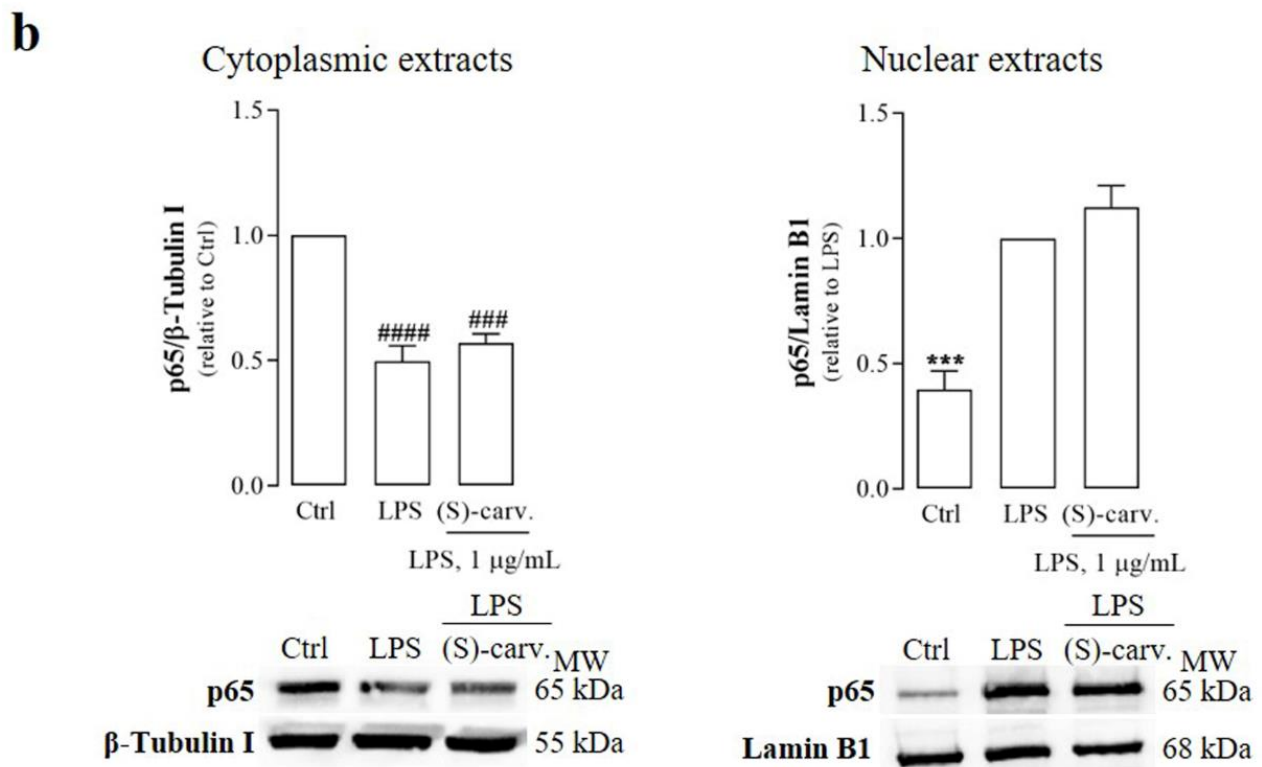 b
Cytoplasmic extracts
p65/β-Tubulin I
(relative to Ctrl)
1.5
1.0
0.5
0.0
####
###
Ctrl LPS (S)-carv.
LPS, 1 μg/mL
LPS
Ctrl LPS (S)-carv. MW
p65 65 kDa
β-Tubulin I 55 kDa
Nuclear extracts
p65/Lamin B1
(relative to LPS)
1.5
1.0
0.5
0.0
***
Ctrl LPS (S)-carv.
LPS, 1 μg/mL
LPS
Ctrl LPS (S)-carv. MW
p65 65 kDa
Lamin B1 68 kDa